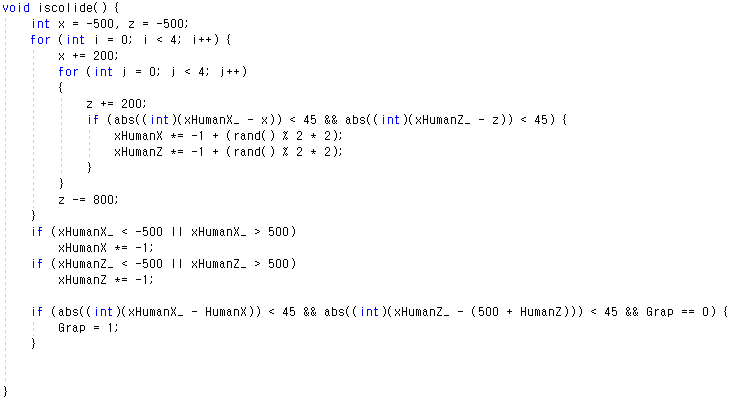 void iscolide() {
    int x = -500, z = -500;
    for (int i = 0; i < 4; i++) {
        x += 200;
        for (int j = 0; j < 4; j++)
        {
            z += 200;
            if (abs((int)(xHumanX_ - x)) < 45 && abs((int)(xHumanZ_ - z)) < 45) {
                xHumanX *= -1 + (rand() % 2 * 2);
                xHumanZ *= -1 + (rand() % 2 * 2);
            }
        }
        z -= 800;
    }
    if (xHumanX_ < -500 || xHumanX_ > 500)
        xHumanX *= -1;
    if (xHumanZ_ < -500 || xHumanZ_ > 500)
        xHumanZ *= -1;
    if (abs((int)(xHumanX_ - HumanX)) < 45 && abs((int)(xHumanZ_ - (500 + HumanZ))) < 45 && Grap == 0) {
        Grap = 1;
    }
}